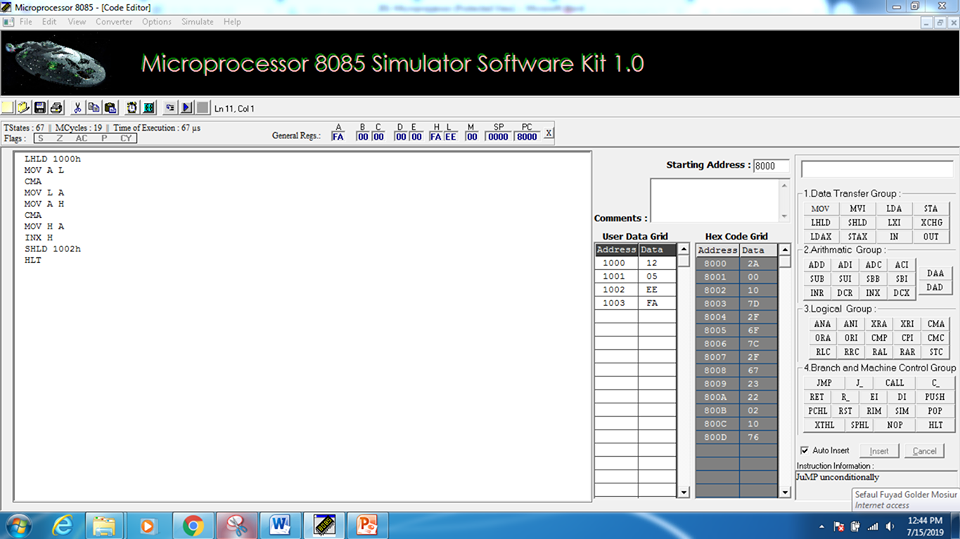 Microprocessor 8085 - [Code Editor]
File Edit View Converter Options Simulate Help
Microprocessor 8085 Simulator Software Kit 1.0
Ln 11, Col 1
TStates : 67 || MCycles : 19 || Time of Execution : 67 µs
Flags : S Z AC P CY
General Regs.:
A B C D E H L M SP PC
FA 00 00 00 00 FA EE 00 0000 8000 X
LHLD 1000h
MOV A L
CMA
MOV L A
MOV A H
CMA
MOV H A
INX H
SHLD 1002h
HLT
Starting Address : 8000
Comments :
User Data Grid
Address Data
1000 12
1001 05
1002 EE
1003 FA
Hex Code Grid
Address Data
8000 2A
8001 00
8002 10
8003 7D
8004 2F
8005 6F
8006 7C
8007 2F
8008 67
8009 23
800A 22
800B 02
800C 10
800D 76
1.Data Transfer Group :
MOV MVI LDA STA
LHLD SHLD LXI XCHG
LDAX STAX IN OUT
2.Arithmatic Group :
ADD ADI ADC ACI
SUB SUI SBB SBI
INR DCR INX DCX
DAA
DAD
3.Logical Group :
ANA ANI XRA XRI CMA
ORA ORI CMP CPI CMC
RLC RRC RAL RAR STC
4.Branch and Machine Control Group
JMP J_ CALL C_
RET R_ EI DI PUSH
PCHL RST RIM SIM POP
XTHL SPHL NOP HLT
Auto Insert Insert Cancel
Instruction Information :
JuMP unconditionally
Sefaul Fuyad Golder Mosiur
Internet access
12:44 PM
7/15/2019